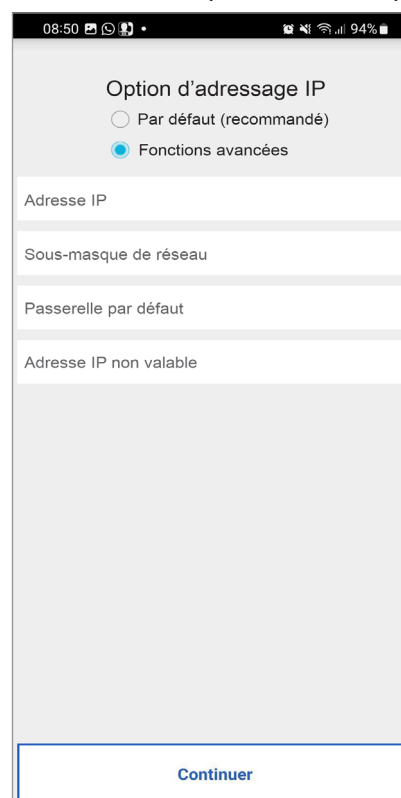 08:50 94%
Option d'adressage IP
Par défaut (recommandé)
Fonctions avancées
Adresse IP
Sous-masque de réseau
Passerelle par défaut
Adresse IP non valable
Continuer